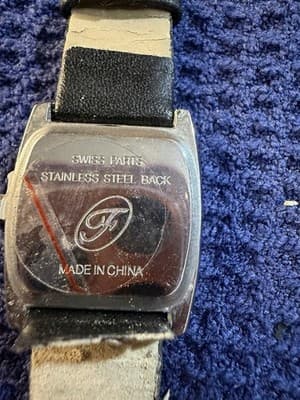 SWISS PARTS
STAINLESS STEEL BACK
F
MADE IN CHINA